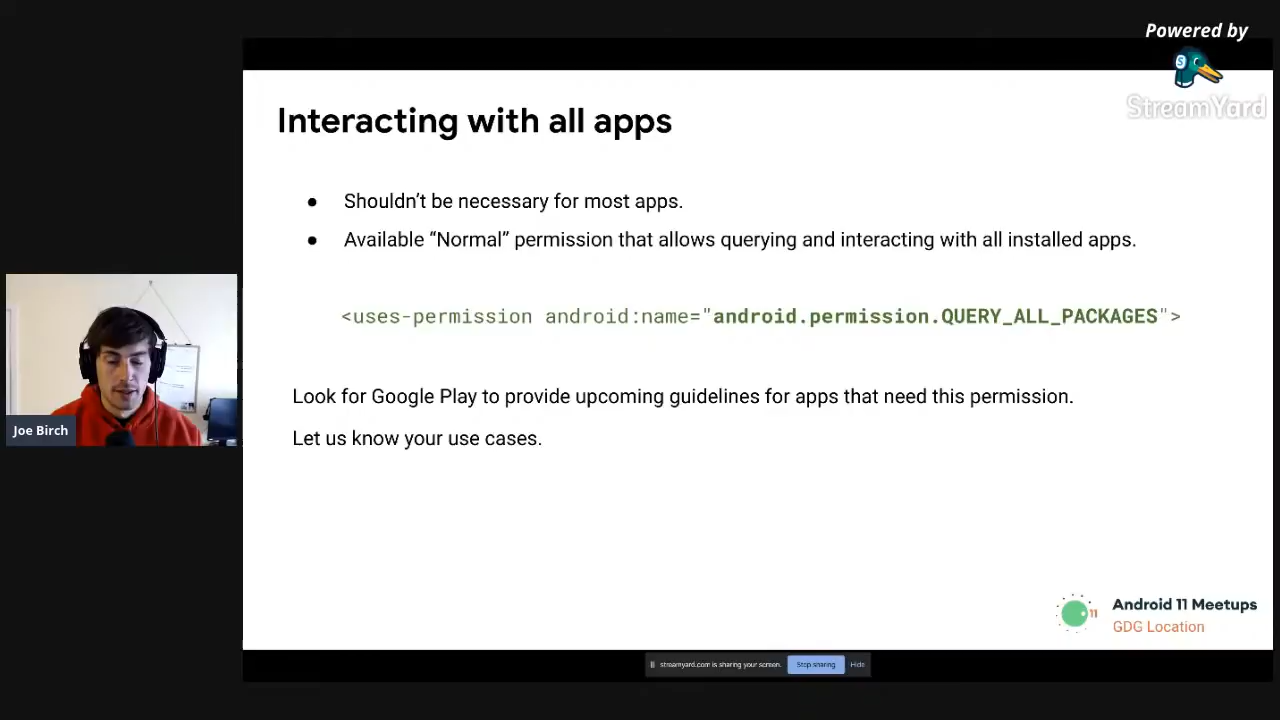 Powered by
StreamYard
Interacting with all apps
● Shouldn't be necessary for most apps.
● Available “Normal” permission that allows querying and interacting with all installed apps.
<uses-permission android:name="android.permission.QUERY_ALL_PACKAGES">
Look for Google Play to provide upcoming guidelines for apps that need this permission.
Let us know your use cases.
Joe Birch
Android 11 Meetups
GDG Location
streamyard.com is sharing your screen. Stop sharing Hide